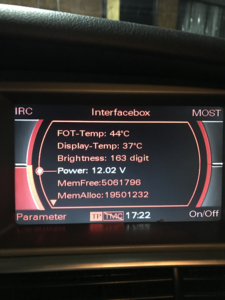 IRC Interfacebox MOST
FOT-Temp: 44°C
Display-Temp: 37°C
Brightness: 163 digit
Power: 12.02 V
MemFree:5061796
MemAlloc:19501232
Parameter TP TMC 17:22 On/Off